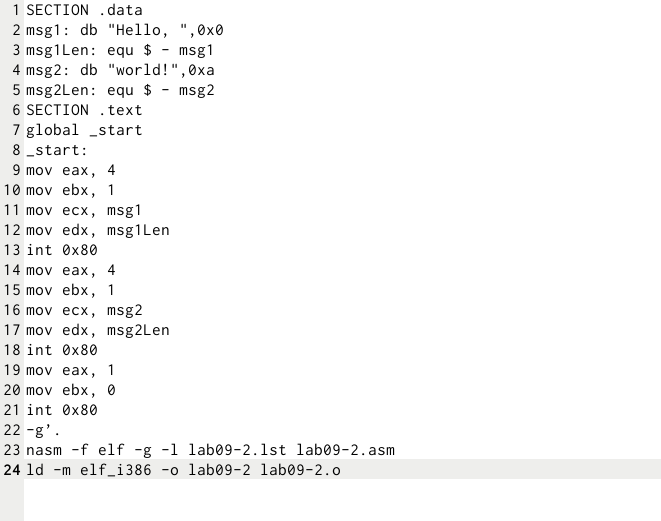 1 SECTION .data
2 msg1: db "Hello, ",0x0
3 msg1Len: equ $ - msg1
4 msg2: db "world!",0xa
5 msg2Len: equ $ - msg2
6 SECTION .text
7 global _start
8 _start:
9 mov eax, 4
10 mov ebx, 1
11 mov ecx, msg1
12 mov edx, msg1Len
13 int 0x80
14 mov eax, 4
15 mov ebx, 1
16 mov ecx, msg2
17 mov edx, msg2Len
18 int 0x80
19 mov eax, 1
20 mov ebx, 0
21 int 0x80
22 -g’.
23 nasm -f elf -g -l lab09-2.lst lab09-2.asm
24 ld -m elf_i386 -o lab09-2 lab09-2.o